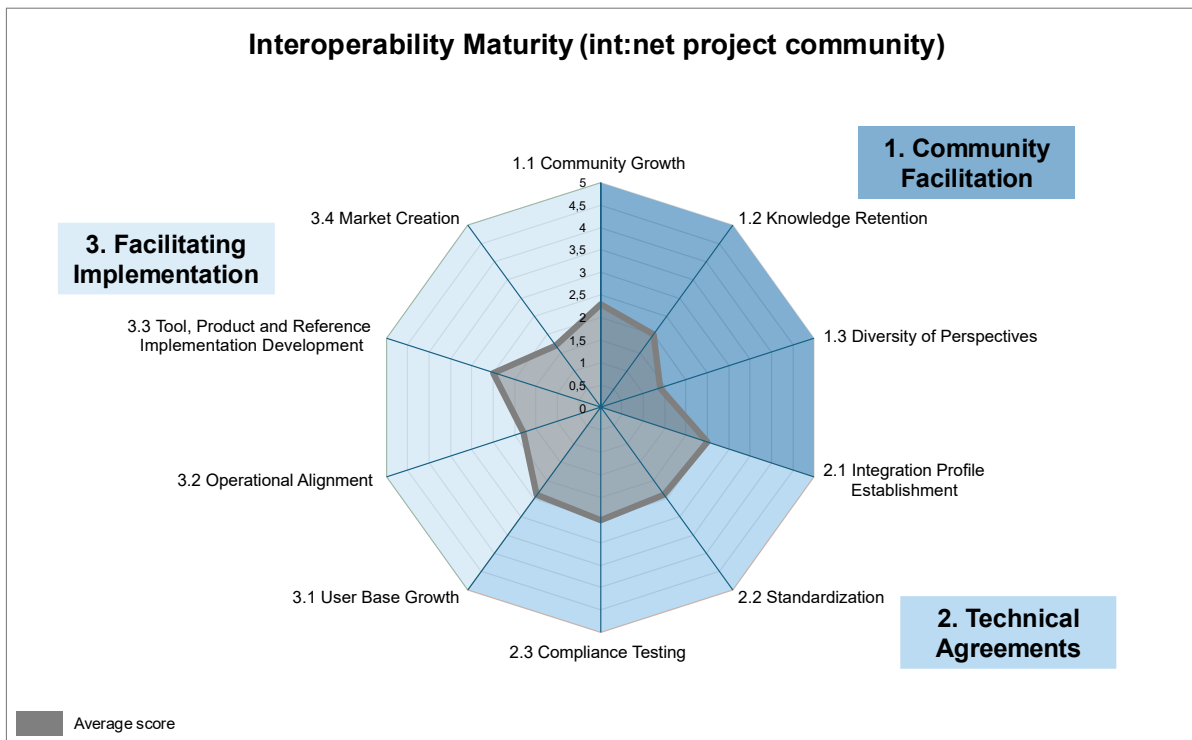 Interoperability Maturity (int:net project community)
1. Community
Facilitation
1.1 Community Growth
5
4,5
4
3,5
3
2,5
2
1,5
1
0,5
0
3.4 Market Creation
1.2 Knowledge Retention
3. Facilitating
Implementation
3.3 Tool, Product and Reference
Implementation Development
1.3 Diversity of Perspectives
3.2 Operational Alignment
2.1 Integration Profile
Establishment
3.1 User Base Growth
2.2 Standardization
2.3 Compliance Testing
2. Technical
Agreements
Average score